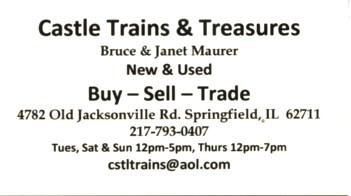 Castle Trains & Treasures
Bruce & Janet Maurer
New & Used
Buy – Sell – Trade
4782 Old Jacksonville Rd. Springfield, IL 62711
217-793-0407
Tues, Sat & Sun 12pm-5pm, Thurs 12pm-7pm
cstltrains@aol.com